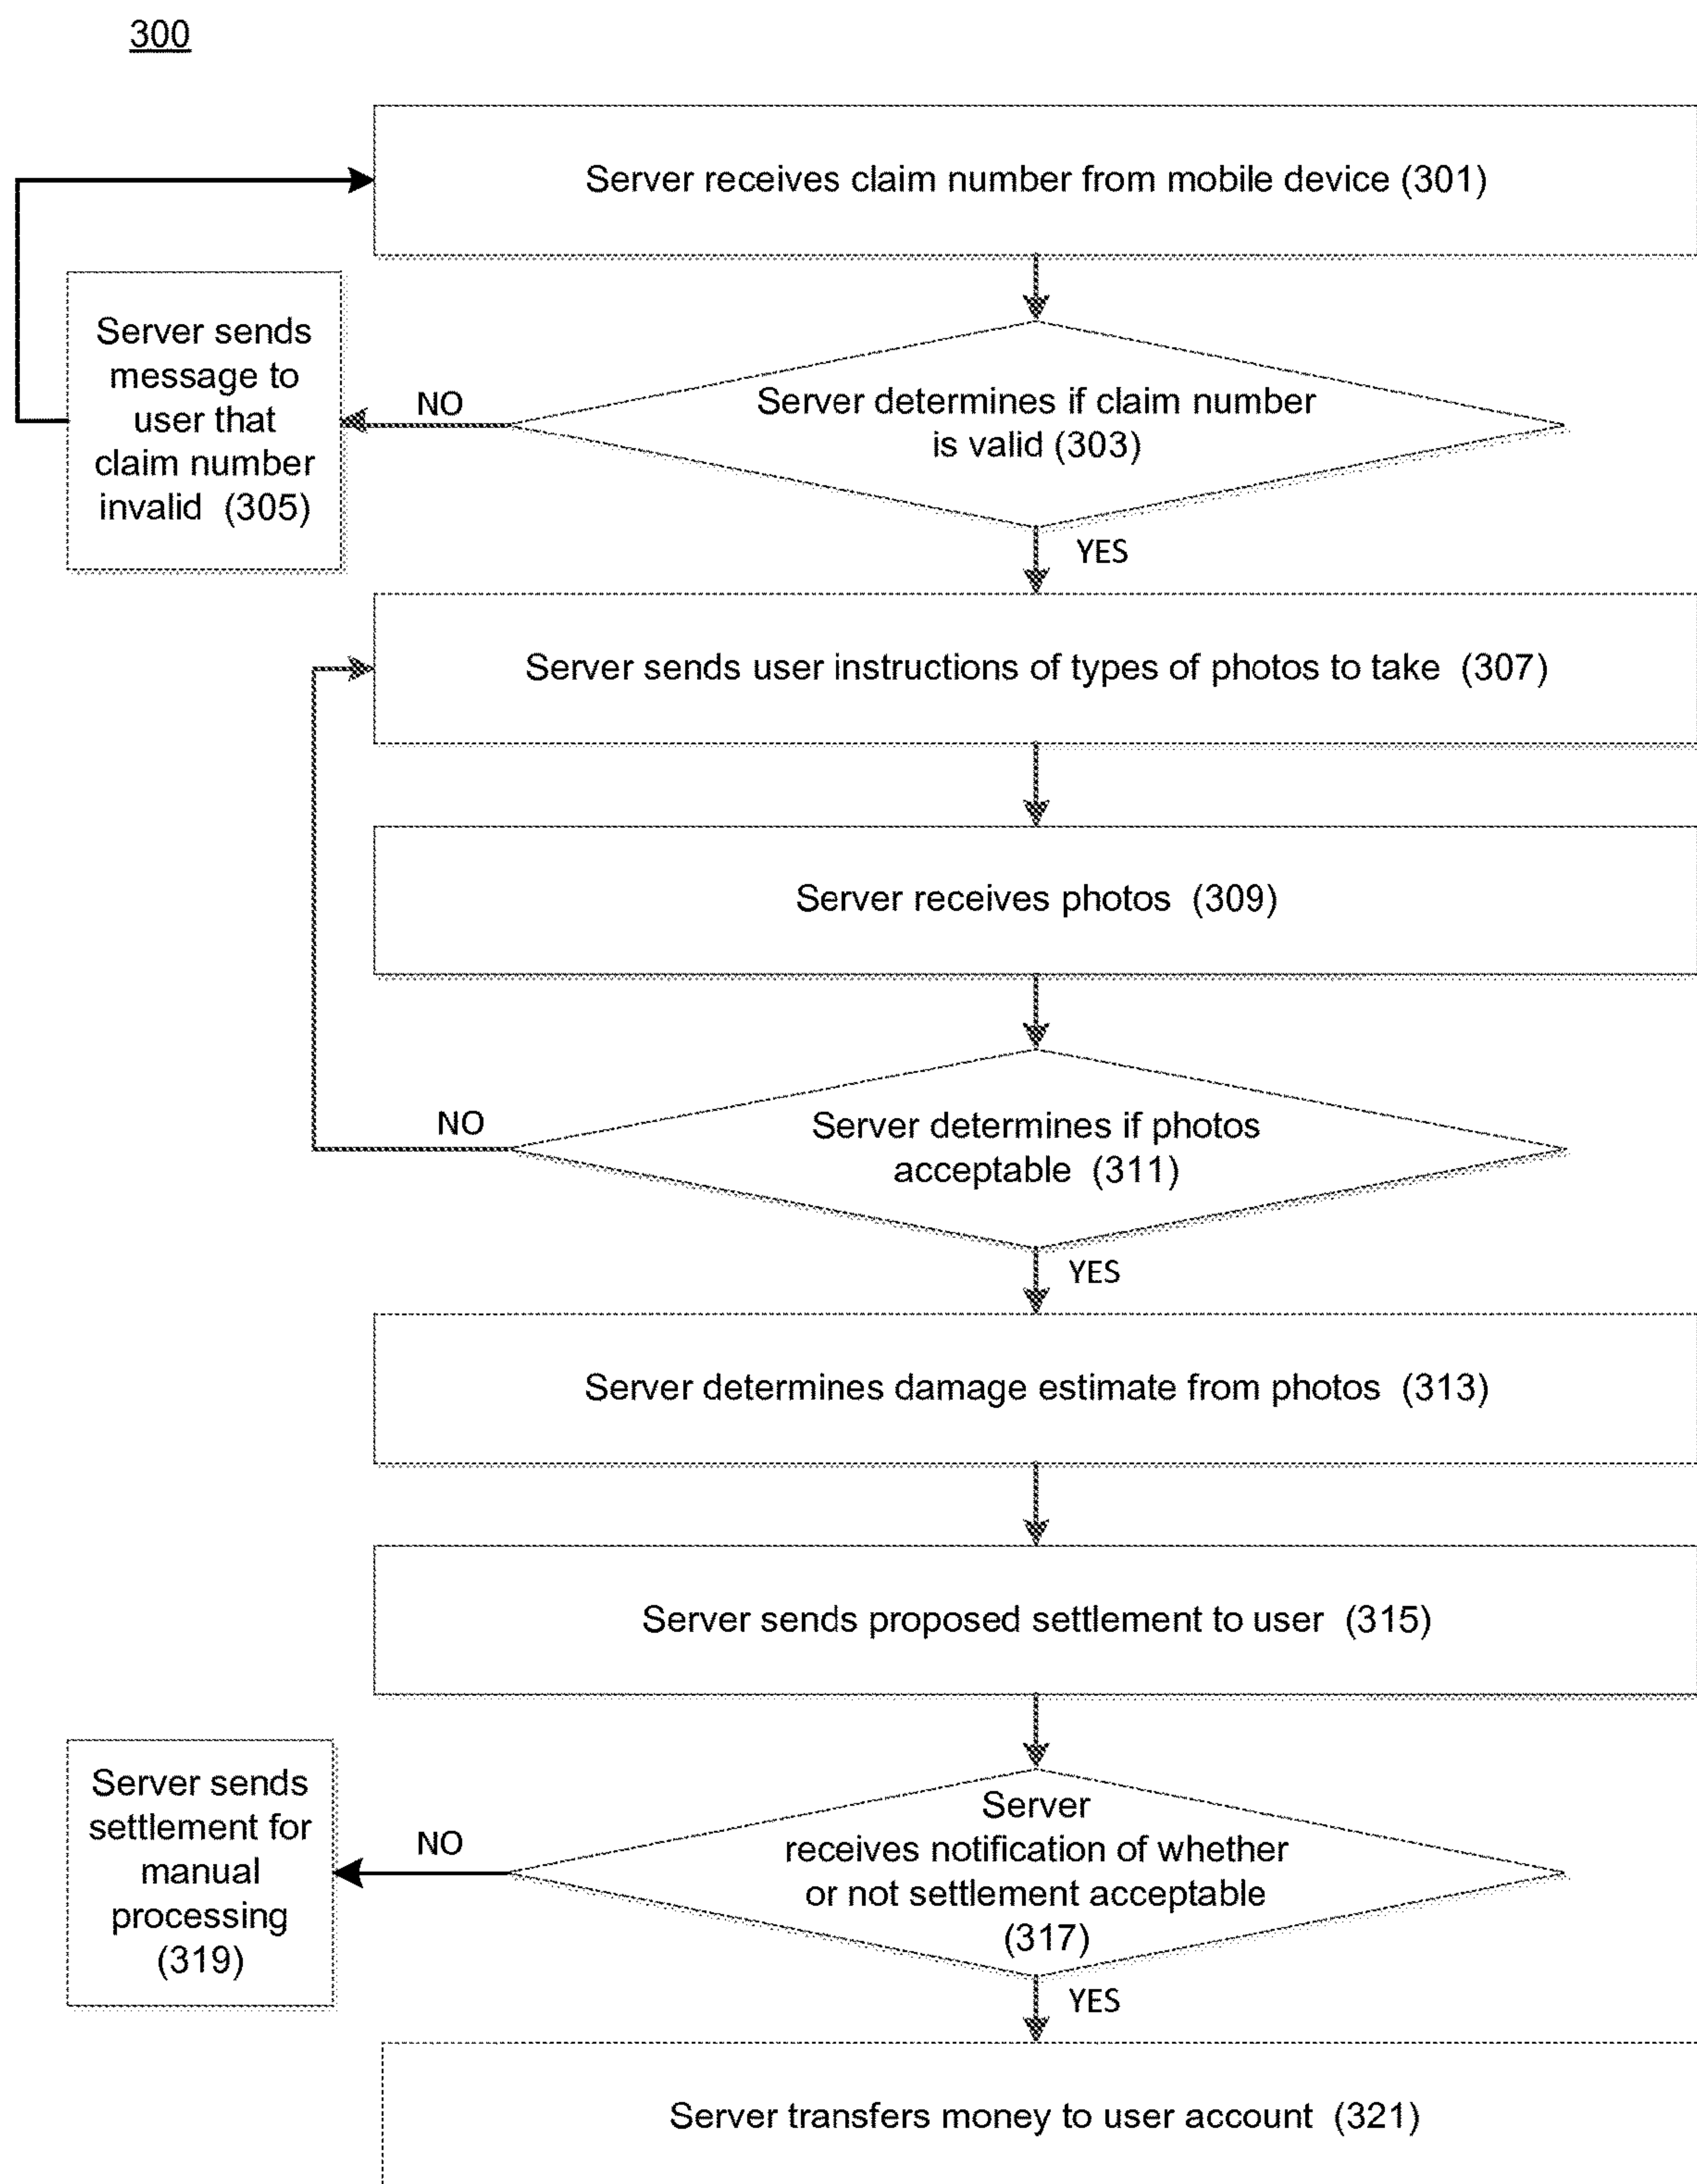 300
Server receives claim number from mobile device (301)
Server sends
message to
user that
claim number
invalid (305)
NO
Server determines if claim number
is valid (303)
YES
Server sends user instructions of types of photos to take (307)
Server receives photos (309)
NO
Server determines if photos
acceptable (311)
YES
Server determines damage estimate from photos (313)
Server sends proposed settlement to user (315)
Server sends
settlement for
manual
processing
(319)
NO
Server
receives notification of whether
or not settlement acceptable
(317)
YES
Server transfers money to user account (321)